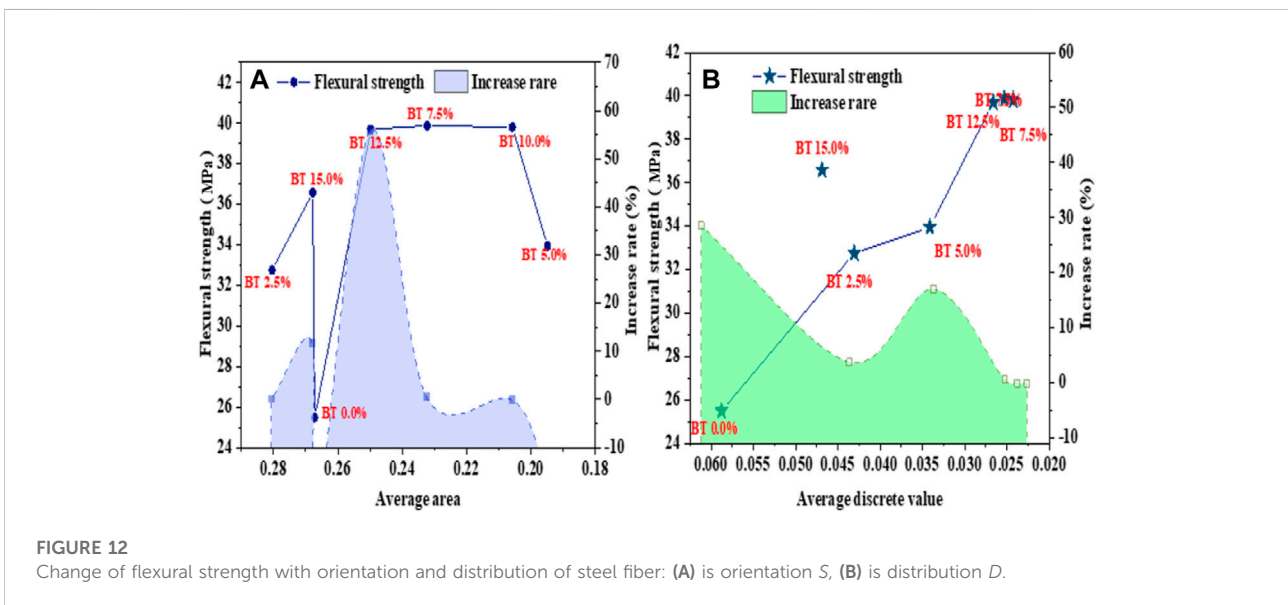 A
Flexural strength
Increase rare
Flexural strength ( MPa)
42
40
38
36
34
32
30
28
26
24
BT 2.5%
BT 15.0%
BT 0.0%
BT 12.5%
BT 7.5%
BT 10.0%
BT 5.0%
70
60
50
40
30
20
10
0
-10
Increase rate (%)
0.28 0.26 0.24 0.22 0.20 0.18
Average area
B
Flexural strength
Increase rare
Flexural strength ( MPa)
42
40
38
36
34
32
30
28
26
24
BT 15.0%
BT 12.5%
BT 7.5%
BT 5.0%
BT 2.5%
BT 0.0%
60
50
40
30
20
10
0
-10
Increase rate (%)
0.060 0.055 0.050 0.045 0.040 0.035 0.030 0.025 0.020
Average discrete value
FIGURE 12
Change of flexural strength with orientation and distribution of steel fiber: (A) is orientation S, (B) is distribution D.